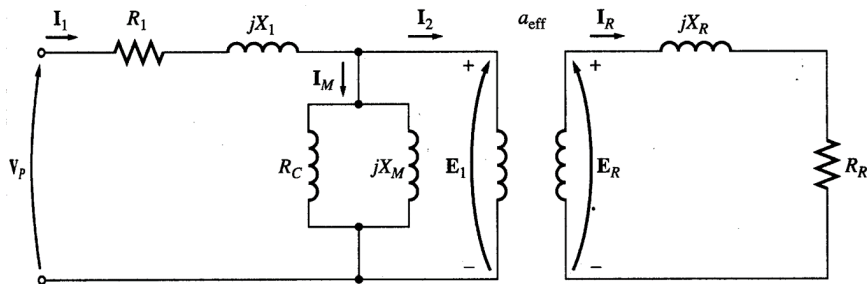 I1
R1
jX1
I2
aeff
IR
jXR
IM
+
+
VP
RC
jXM
E1
ER
RR
−
−